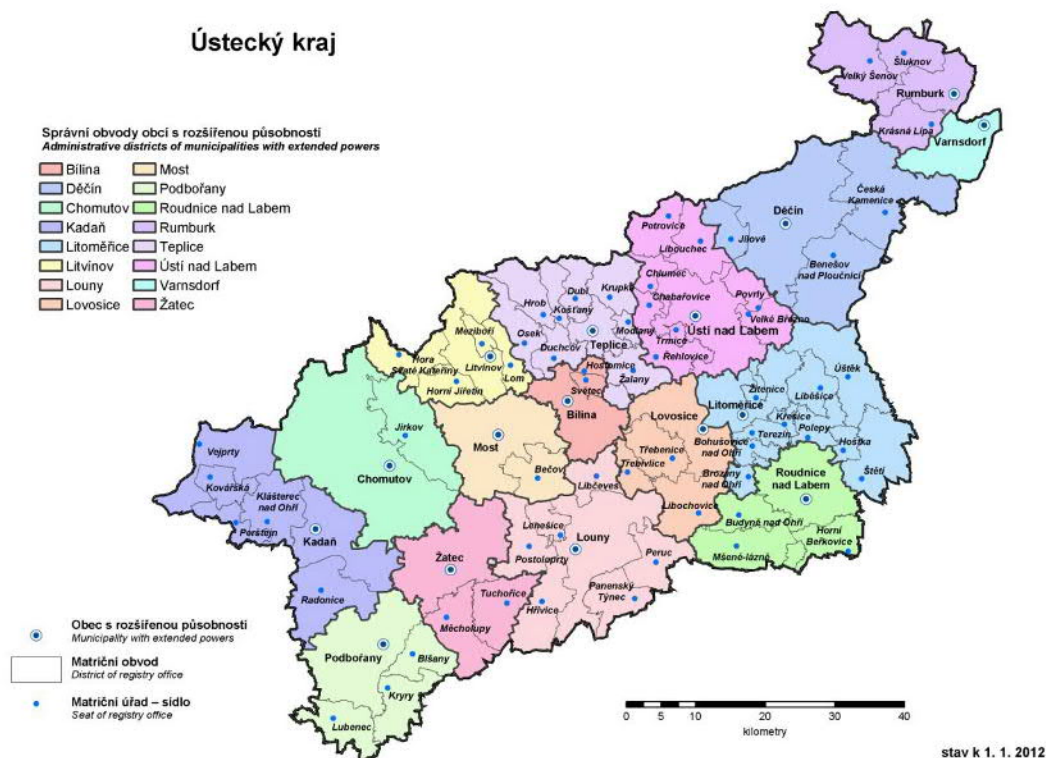 Ústecký kraj
Správní obvody obcí s rozšířenou působností
Administrative districts of municipalities with extended powers
Bílina
Most
Děčín
Podbořany
Chomutov
Roudnice nad Labem
Kadaň
Rumburk
Litoměřice
Teplice
Litvínov
Ústí nad Labem
Louny
Varnsdorf
Lovosice
Žatec
Šluknov
Velký Šenov
Rumburk
Krásná Lípa
Varnsdorf
Česká
Kamenice
Děčín
Jílové
Benešov
nad Ploučnicí
Petrovice
Libouchec
Chlumec
Chabařovice
Povrly
Velké Březno
Ústí nad Labem
Trmice
Řehlovice
Dubí
Krupka
Hrob
Košťany
Modlany
Osek
Teplice
Duchcov
Žalany
Meziboří
Litvínov
Hora
Svaté Kateřiny
Lom
Horní Jiřetín
Hostomice
Světec
Bílina
Most
Bečov
Jirkov
Chomutov
Vejprty
Kovářská
Klášterec
nad Ohří
Perštejn
Kadaň
Radonice
Úštěk
Žitenice
Liběšice
Litoměřice
Křešice
Terezín
Polepy
Hoštka
Bohušovice
nad Ohří
Brozany
nad Ohří
Štětí
Lovosice
Třebenice
Třebívlice
Libochovice
Roudnice
nad Labem
Budyně nad Ohří
Horní
Beřkovice
Mšené-lázně
Libčeves
Lenešice
Louny
Postoloprty
Peruc
Panenský
Týnec
Hřivice
Žatec
Tuchořice
Měcholupy
Podbořany
Blšany
Kryry
Lubenec
Obec s rozšířenou působností
Municipality with extended powers
Matriční obvod
District of registry office
Matriční úřad – sídlo
Seat of registry office
0 5 10 20 30 40
kilometry
stav k 1. 1. 2012